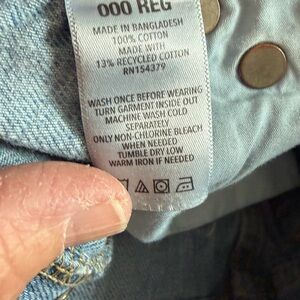 000 REG
MADE IN BANGLADESH
100% COTTON
MADE WITH
13% RECYCLED COTTON
RN154379
WASH ONCE BEFORE WEARING
TURN GARMENT INSIDE OUT
MACHINE WASH COLD
SEPARATELY
ONLY NON-CHLORINE BLEACH
WHEN NEEDED
TUMBLE DRY LOW
WARM IRON IF NEEDED